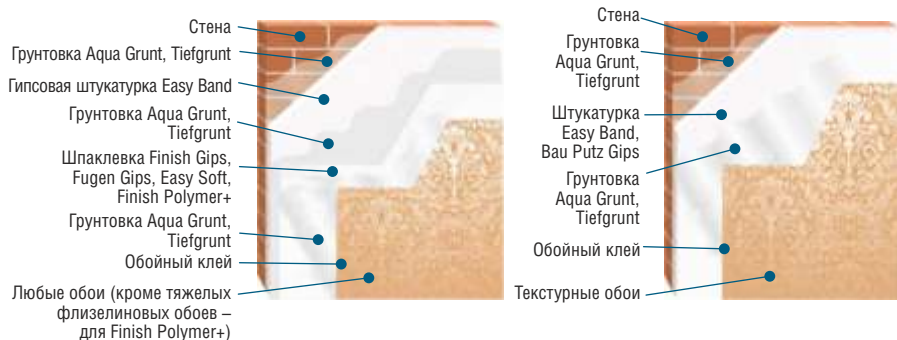 Стена
Грунтовка Aqua Grunt, Tiefgrunt
Гипсовая штукатурка Easy Band
Грунтовка Aqua Grunt,
Tiefgrunt
Шпаклевка Finish Gips,
Fugen Gips, Easy Soft,
Finish Polymer+
Грунтовка Aqua Grunt,
Tiefgrunt
Обойный клей
Любые обои (кроме тяжелых
флизелиновых обоев –
для Finish Polymer+)
Стена
Грунтовка
Aqua Grunt,
Tiefgrunt
Штукатурка
Easy Band,
Bau Putz Gips
Грунтовка
Aqua Grunt,
Tiefgrunt
Обойный клей
Текстурные обои